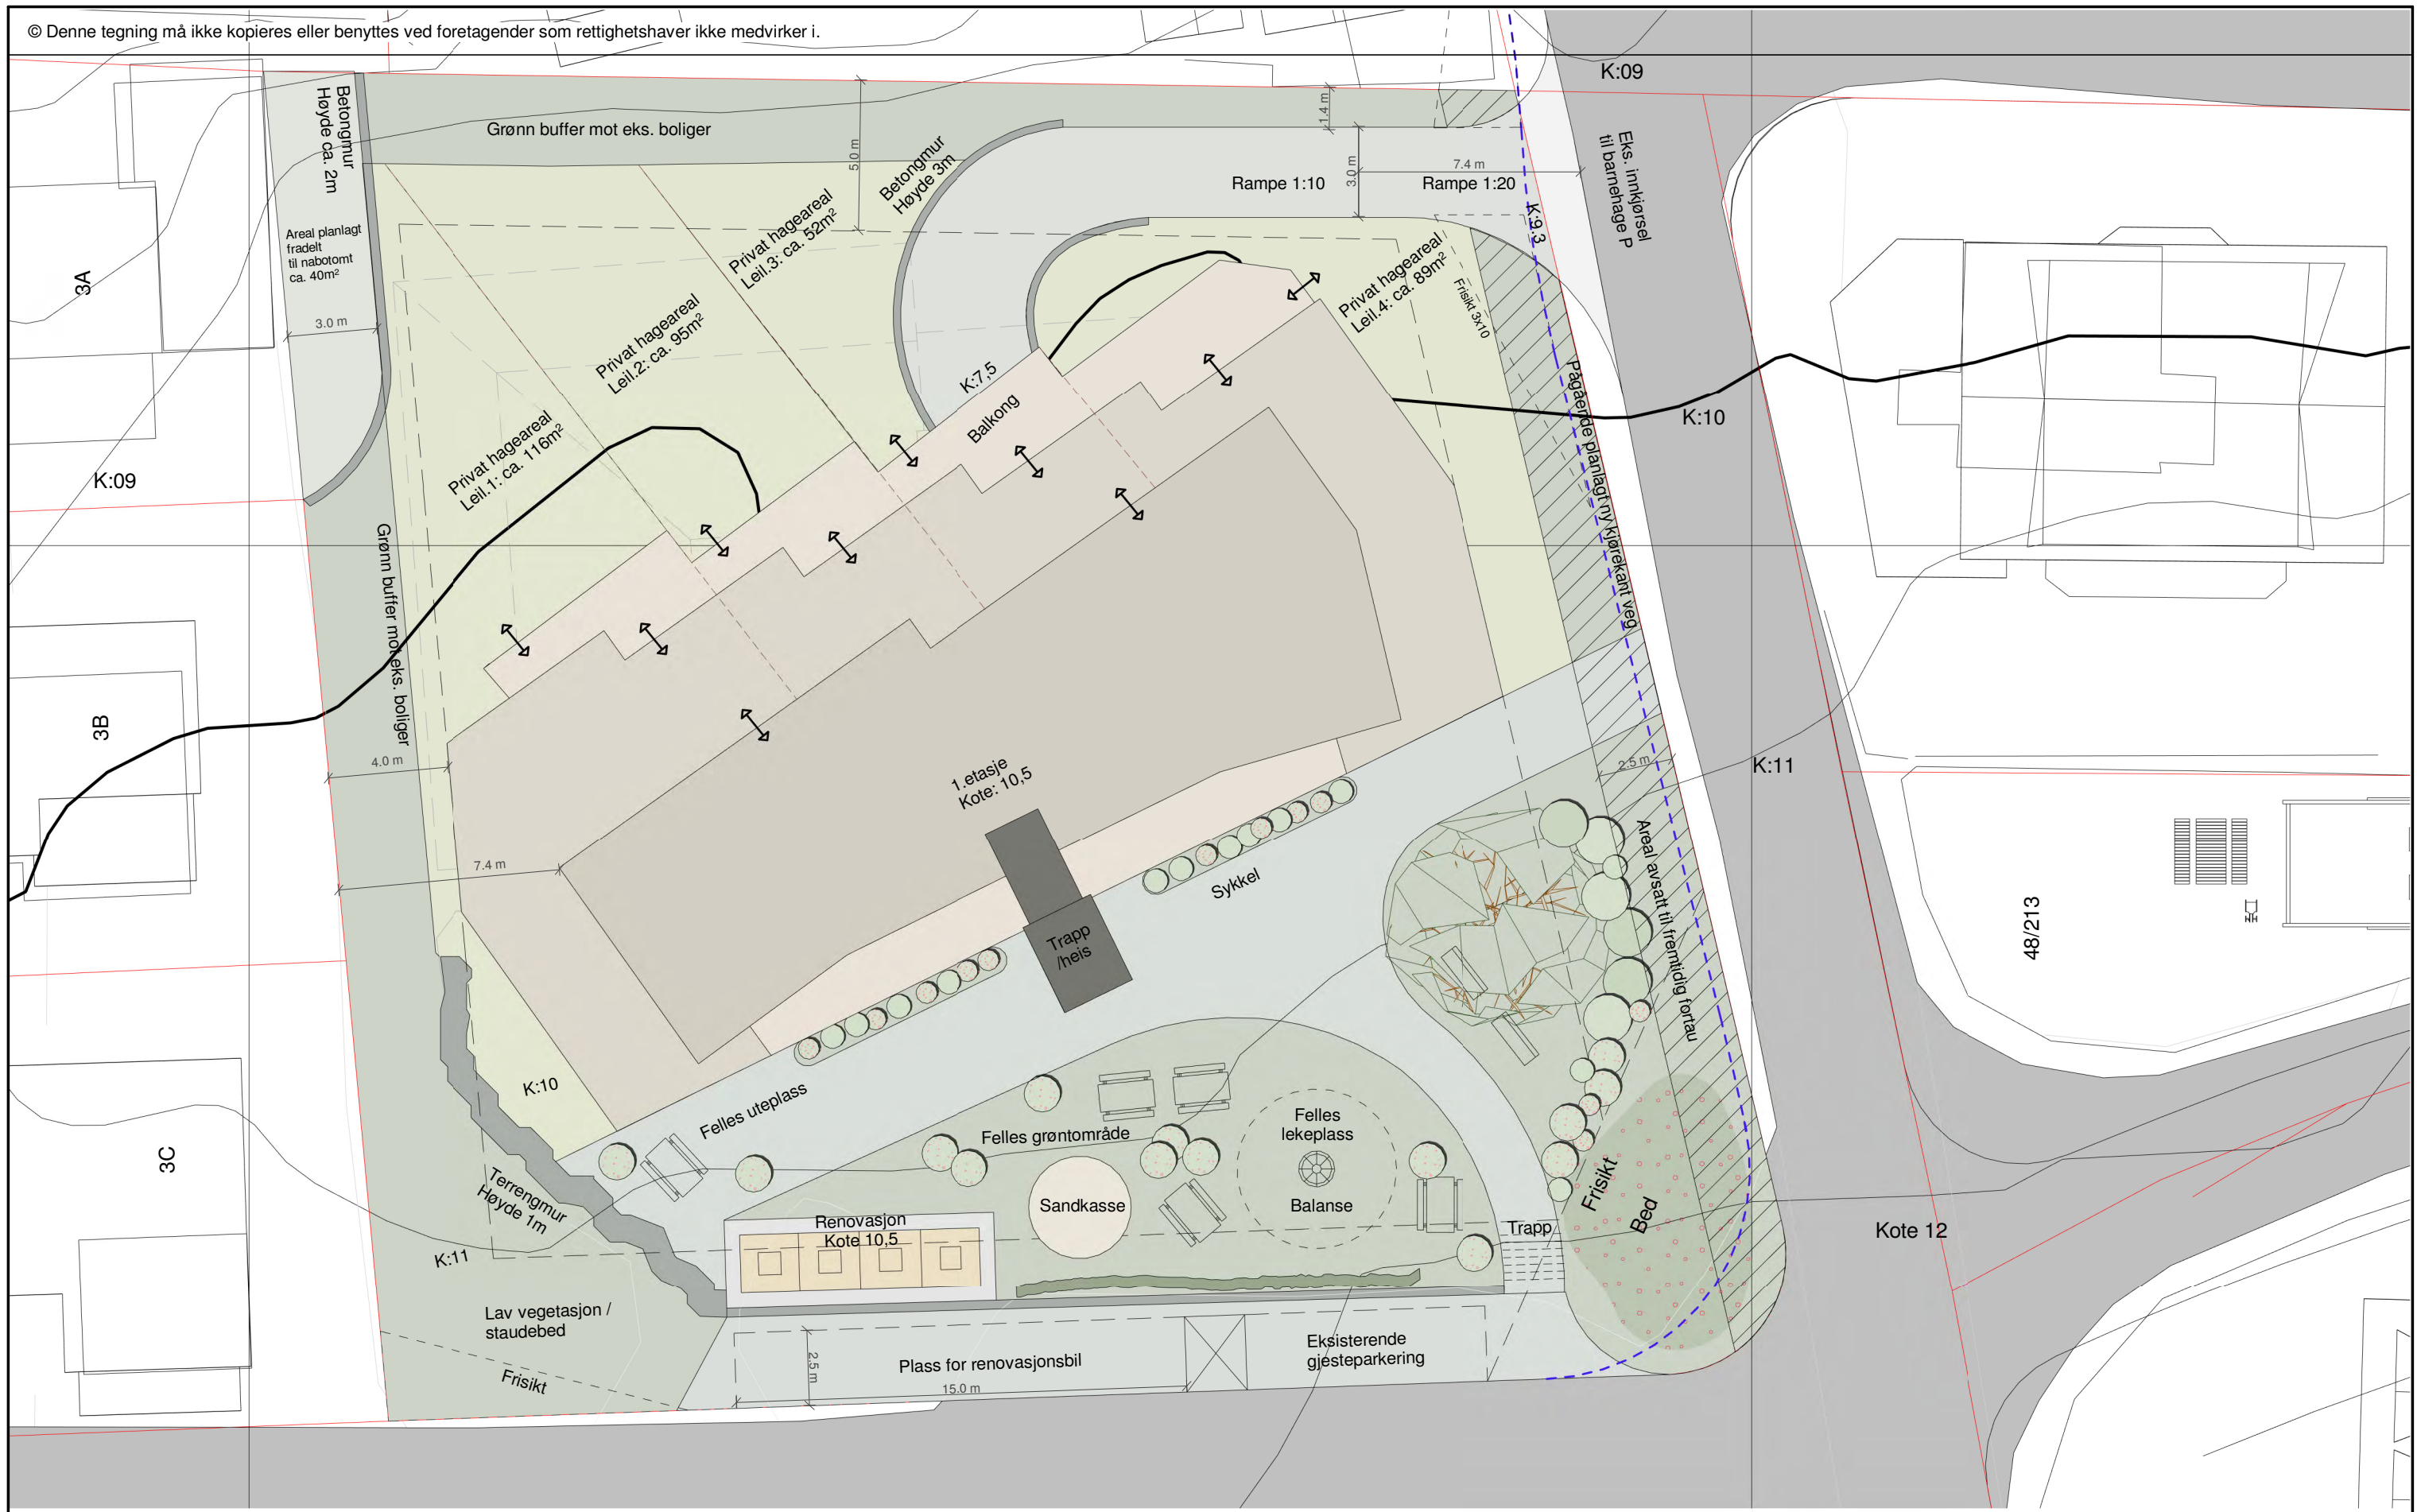 © Denne tegning må ikke kopieres eller benyttes ved foretagender som rettighetshaver ikke medvirker i.
K:09
Betongmur
Høyde ca. 2m
Grønn buffer mot eks. boliger
1.4 m
5.0 m
Betongmur
Høyde 3m
3.0 m
7.4 m
Rampe 1:10
Rampe 1:20
Eks. innkjørsel
til barnehage P
K:9.3
Areal planlagt
fradelt
til nabotomt
ca. 40m²
3A
3.0 m
Privat hageareal
Leil.3: ca. 52m²
Privat hageareal
Leil.4: ca. 89m²
Frisikt 3x10
Privat hageareal
Leil.2: ca. 95m²
K:7,5
Balkong
Pågående planlagt ny kjørekant veg
K:10
Privat hageareal
Leil.1: ca. 116m²
K:09
Grønn buffer mot eks. boliger
3B
4.0 m
1.etasje
Kote: 10,5
2.5 m
K:11
7.4 m
Sykkel
Areal avsatt til fremtidig fortau
48/213
Trapp
/heis
K:10
Felles uteplass
Felles grøntområde
Felles
lekeplass
3C
Terrengmur
Høyde 1m
Sandkasse
Balanse
Frisikt
Bed
Renovasjon
Kote 10,5
Trapp
Kote 12
K:11
Lav vegetasjon /
staudebed
Frisikt
2.5 m
Plass for renovasjonsbil
15.0 m
Eksisterende
gjesteparkering